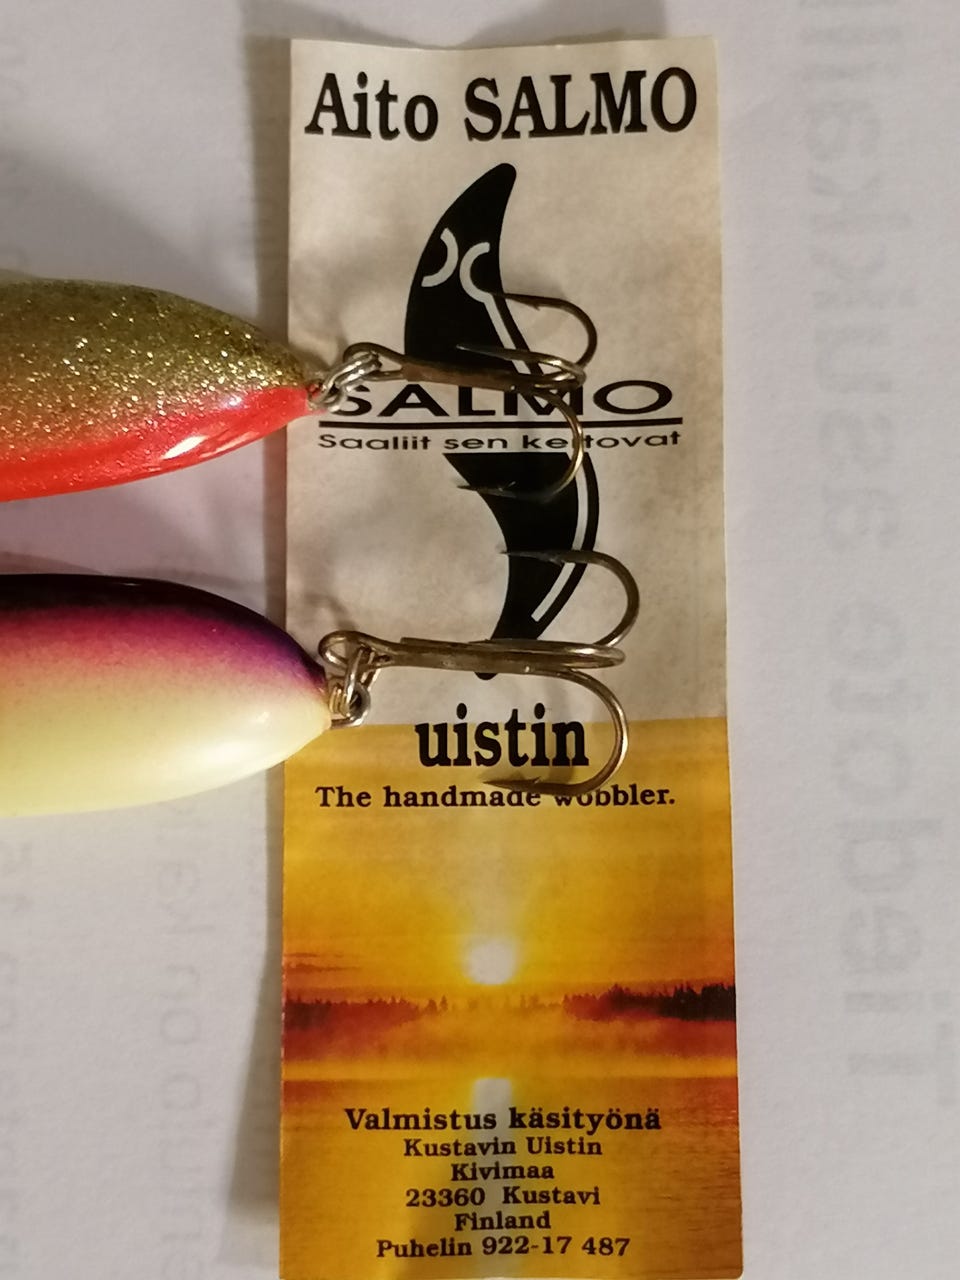 Aito SALMO
SALMO
Saaliit sen kertovat
uistin
The handmade wobbler.
Valmistus käsityönä
Kustavin Uistin
Kivimaa
23360 Kustavi
Finland
Puhelin 922-17 487